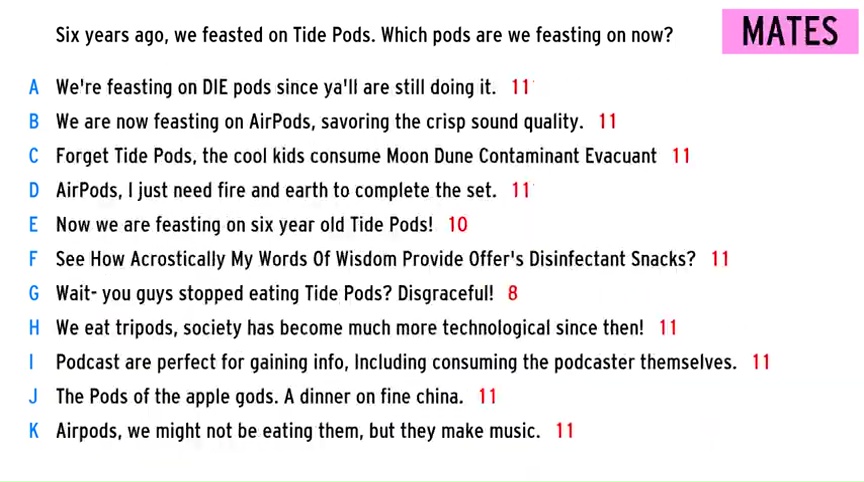 Six years ago, we feasted on Tide Pods. Which pods are we feasting on now?
MATES
A We're feasting on DIE pods since ya'll are still doing it. 11
B We are now feasting on AirPods, savoring the crisp sound quality. 11
C Forget Tide Pods, the cool kids consume Moon Dune Contaminant Evacuant 11
D AirPods, I just need fire and earth to complete the set. 11
E Now we are feasting on six year old Tide Pods! 10
F See How Acrostically My Words Of Wisdom Provide Offer's Disinfectant Snacks? 11
G Wait- you guys stopped eating Tide Pods? Disgraceful! 8
H We eat tripods, society has become much more technological since then! 11
I Podcast are perfect for gaining info, Including consuming the podcaster themselves. 11
J The Pods of the apple gods. A dinner on fine china. 11
K Airpods, we might not be eating them, but they make music. 11